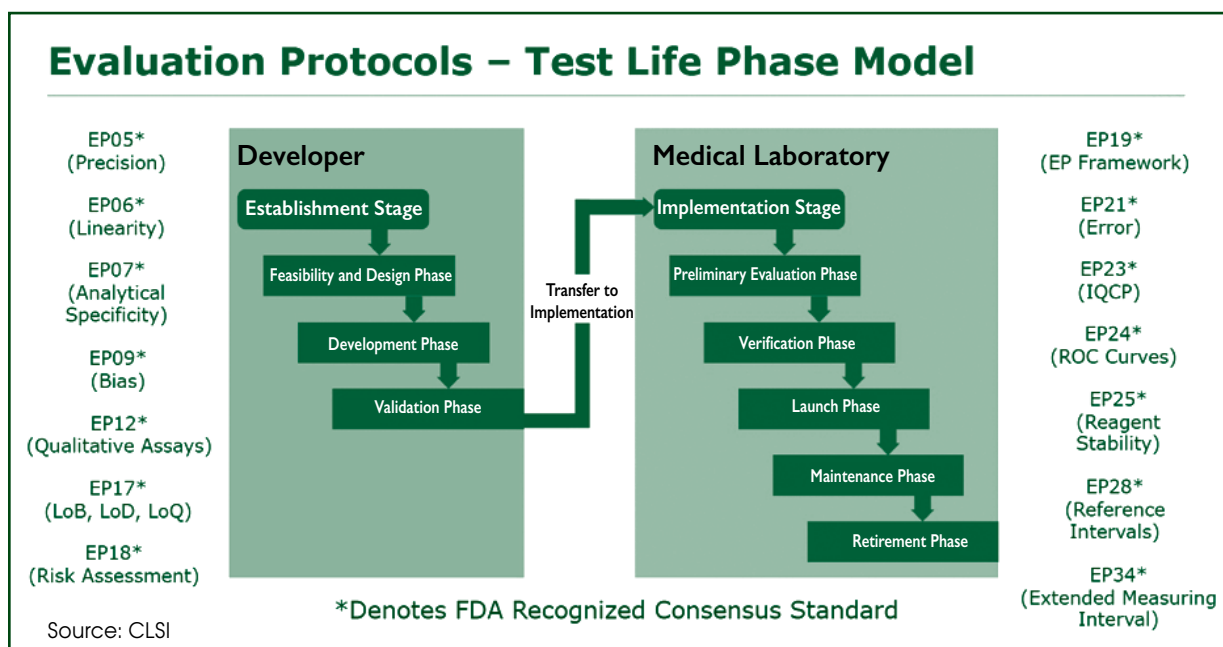 Evaluation Protocols – Test Life Phase Model
EP05*
(Precision)
EP06*
(Linearity)
EP07*
(Analytical
Specificity)
EP09*
(Bias)
EP12*
(Qualitative Assays)
EP17*
(LoB, LoD, LoQ)
EP18*
(Risk Assessment)
Developer
Establishment Stage
Feasibility and Design Phase
Development Phase
Validation Phase
Transfer to
Implementation
Medical Laboratory
Implementation Stage
Preliminary Evaluation Phase
Verification Phase
Launch Phase
Maintenance Phase
Retirement Phase
EP19*
(EP Framework)
EP21*
(Error)
EP23*
(IQCP)
EP24*
(ROC Curves)
EP25*
(Reagent
Stability)
EP28*
(Reference
Intervals)
EP34*
(Extended Measuring
Interval)
*Denotes FDA Recognized Consensus Standard
Source: CLSI